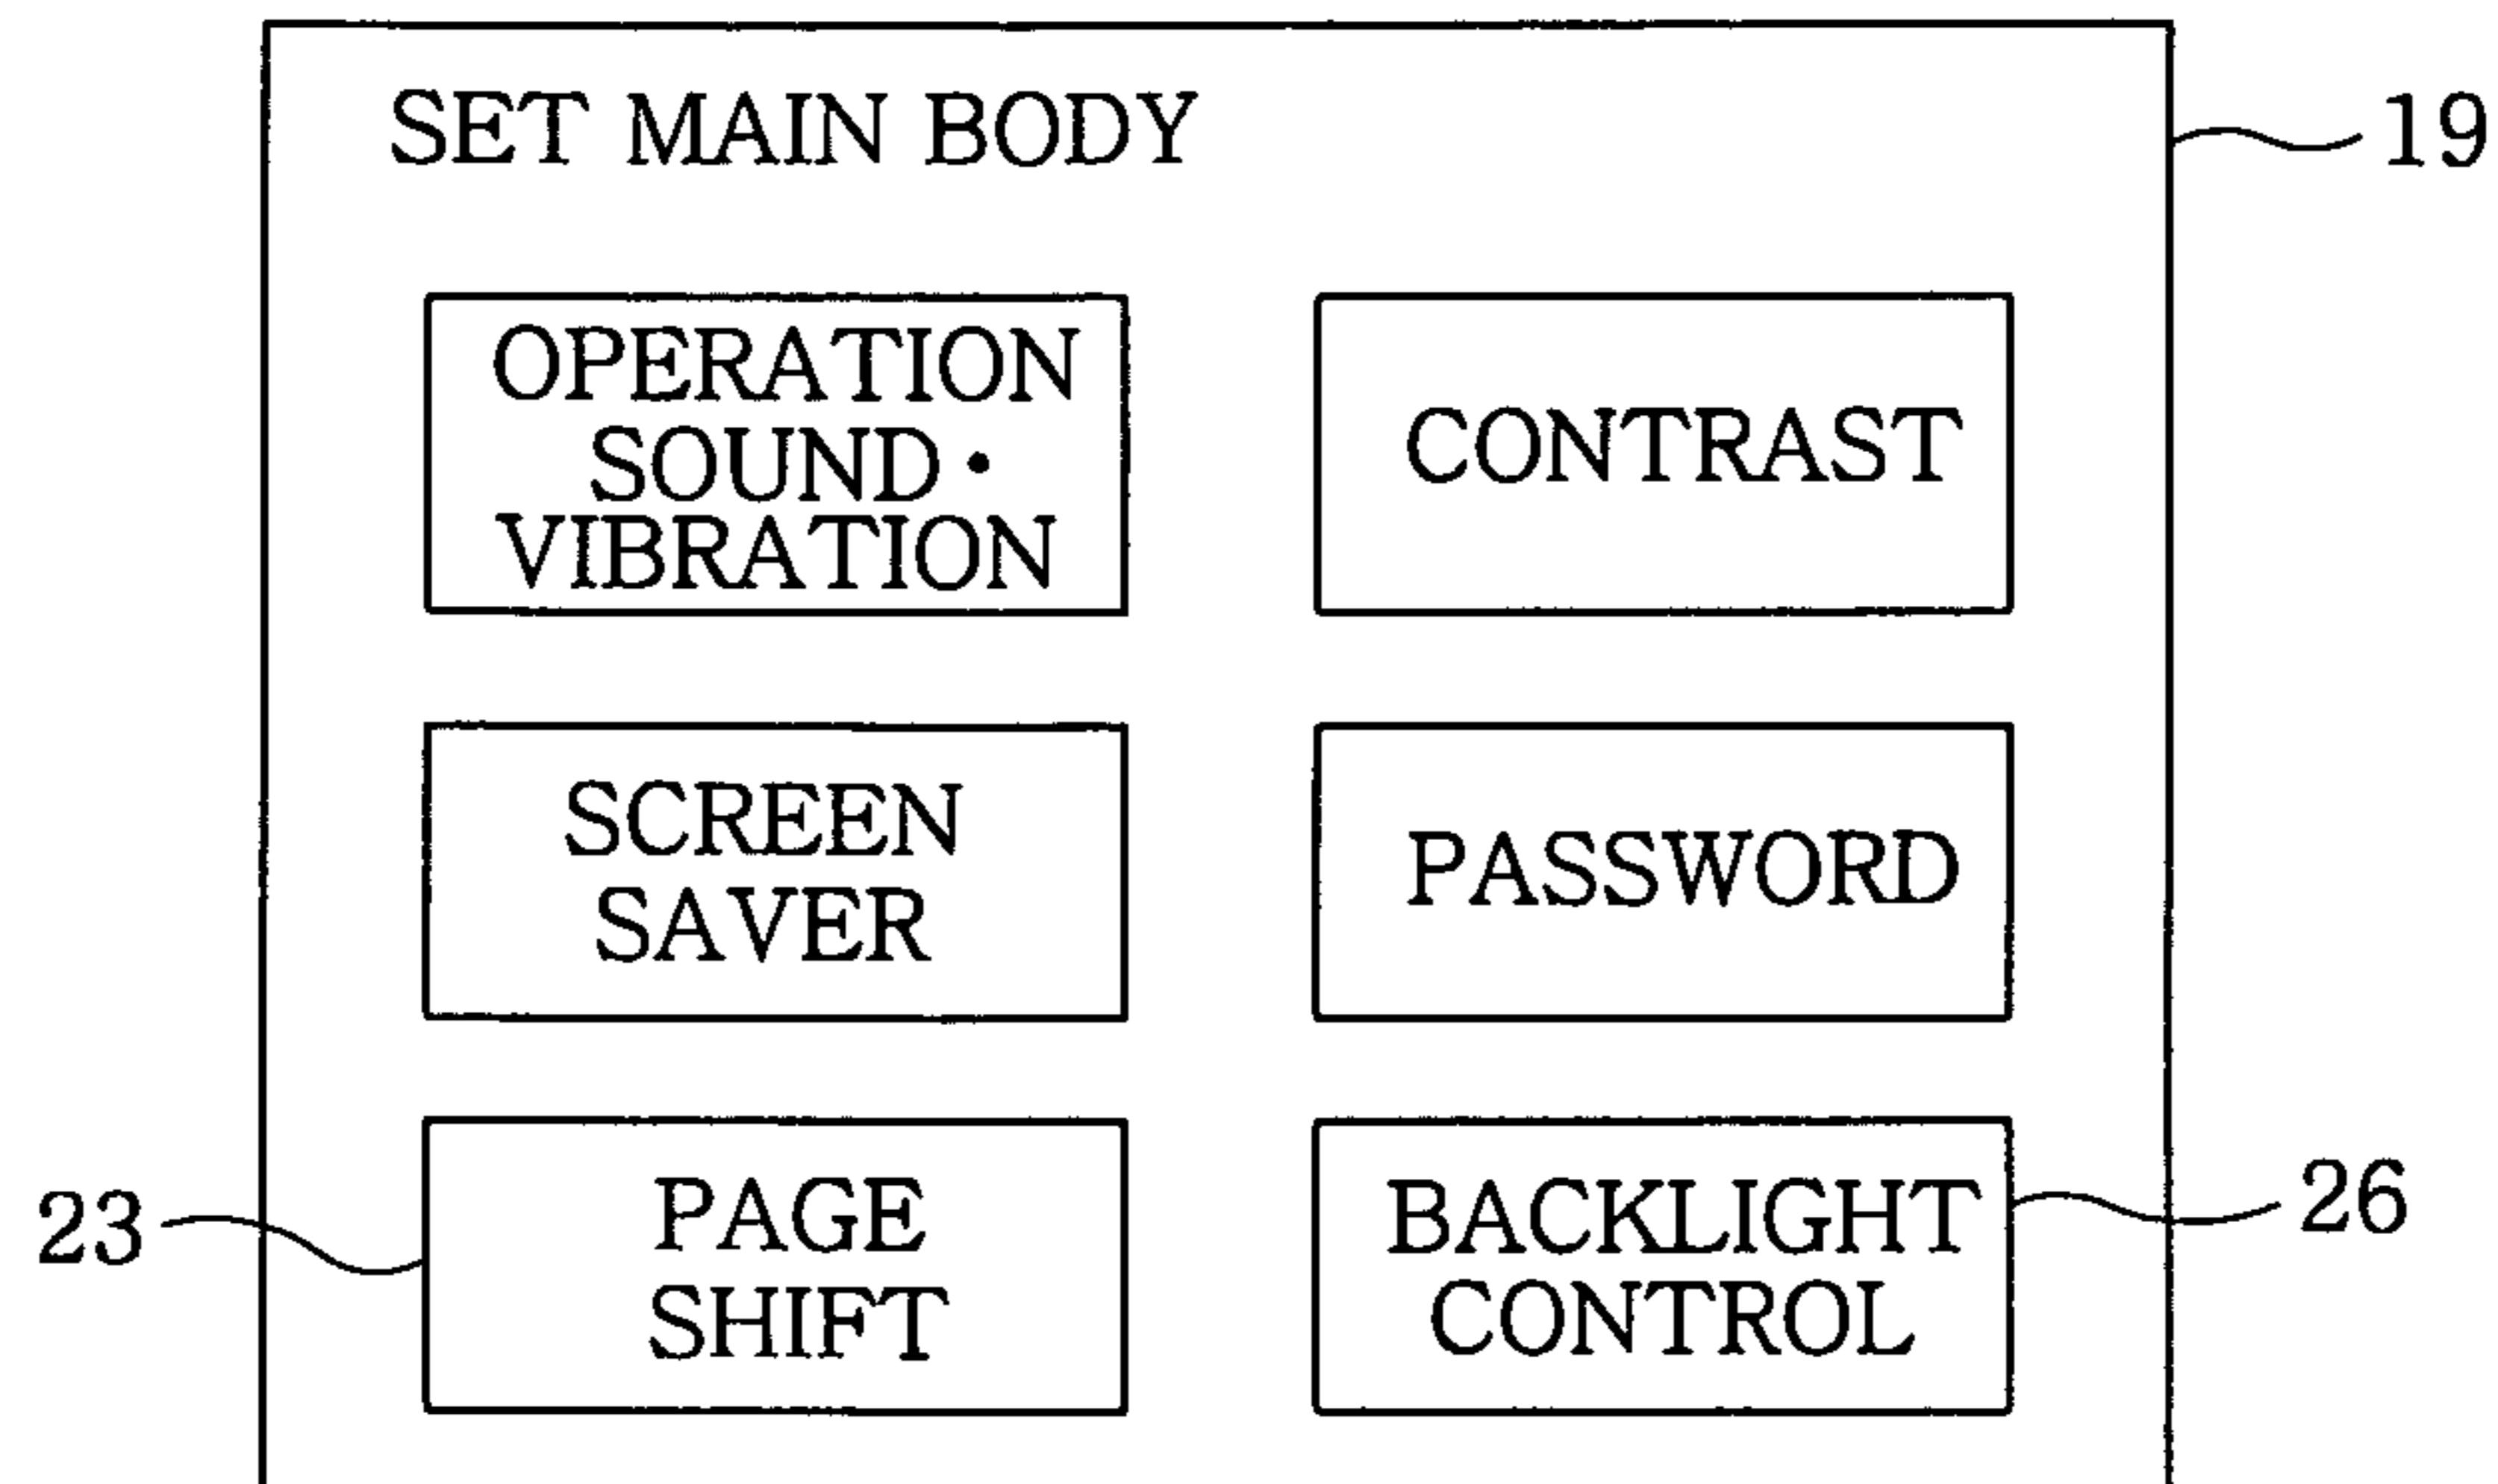 SET MAIN BODY
19
OPERATION
SOUND・
VIBRATION
CONTRAST
SCREEN
SAVER
PASSWORD
23
PAGE
SHIFT
BACKLIGHT
CONTROL
26